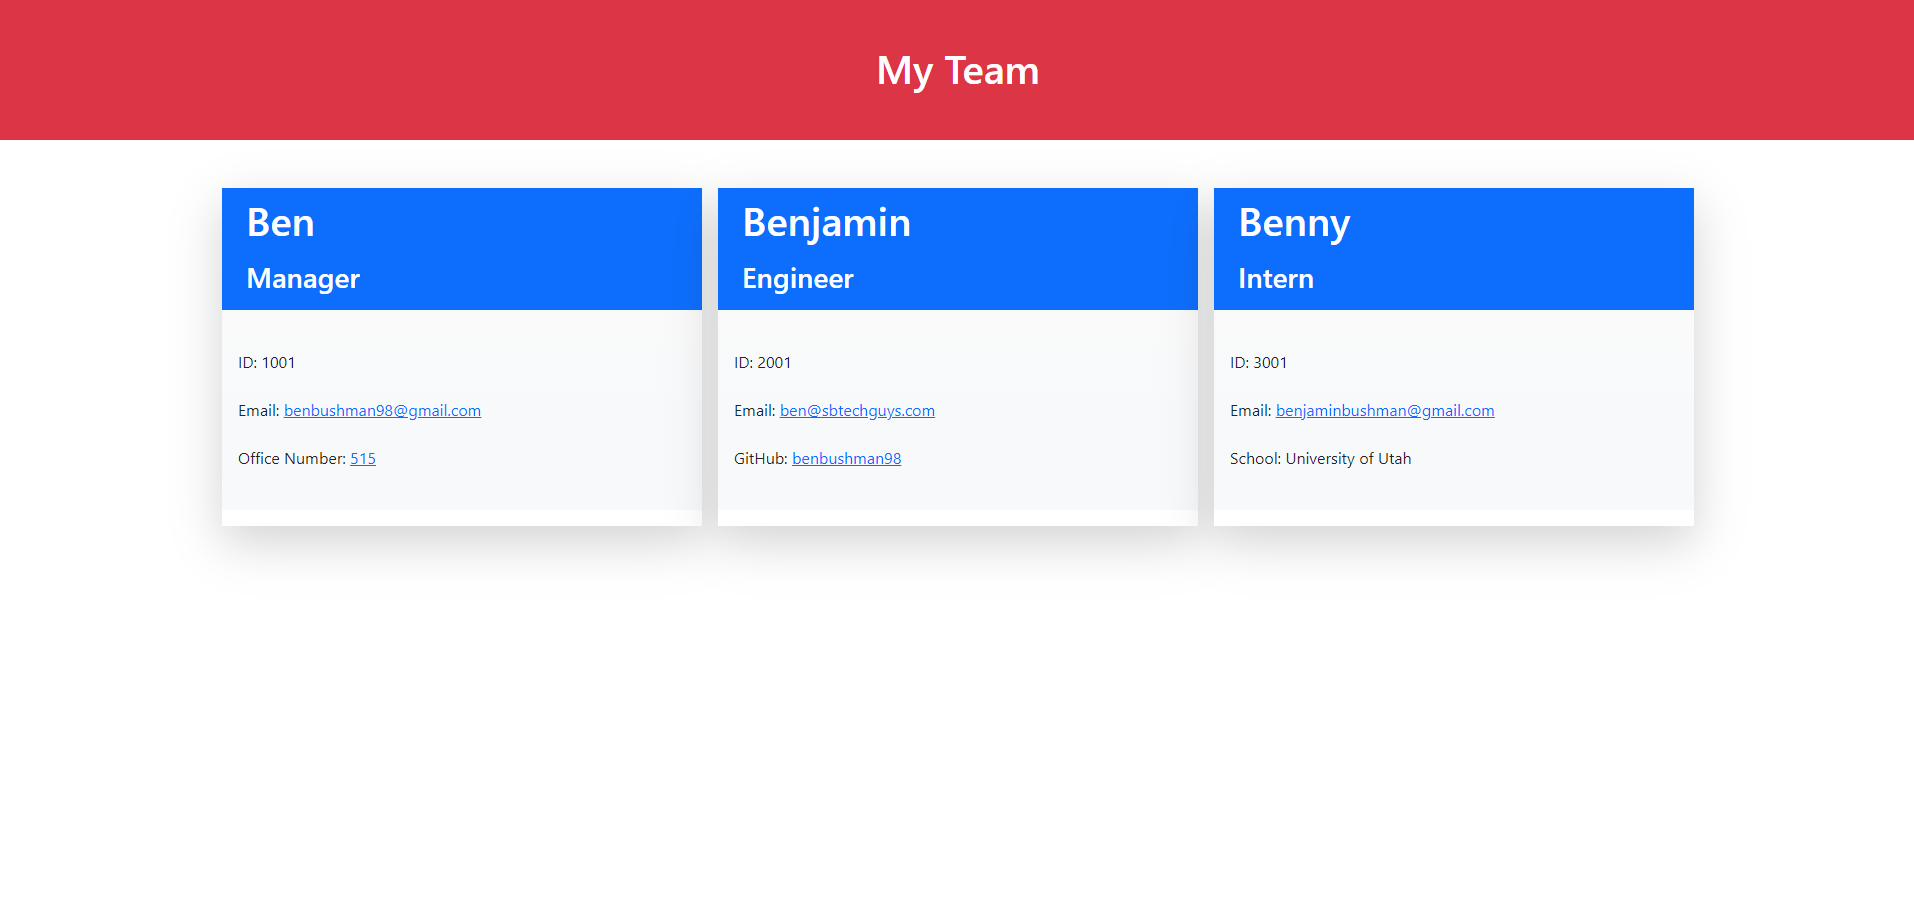 My Team
Ben
Manager
ID: 1001
Email: benbushman98@gmail.com
Office Number: 515
Benjamin
Engineer
ID: 2001
Email: ben@sbtechguys.com
GitHub: benbushman98
Benny
Intern
ID: 3001
Email: benjaminbushman@gmail.com
School: University of Utah